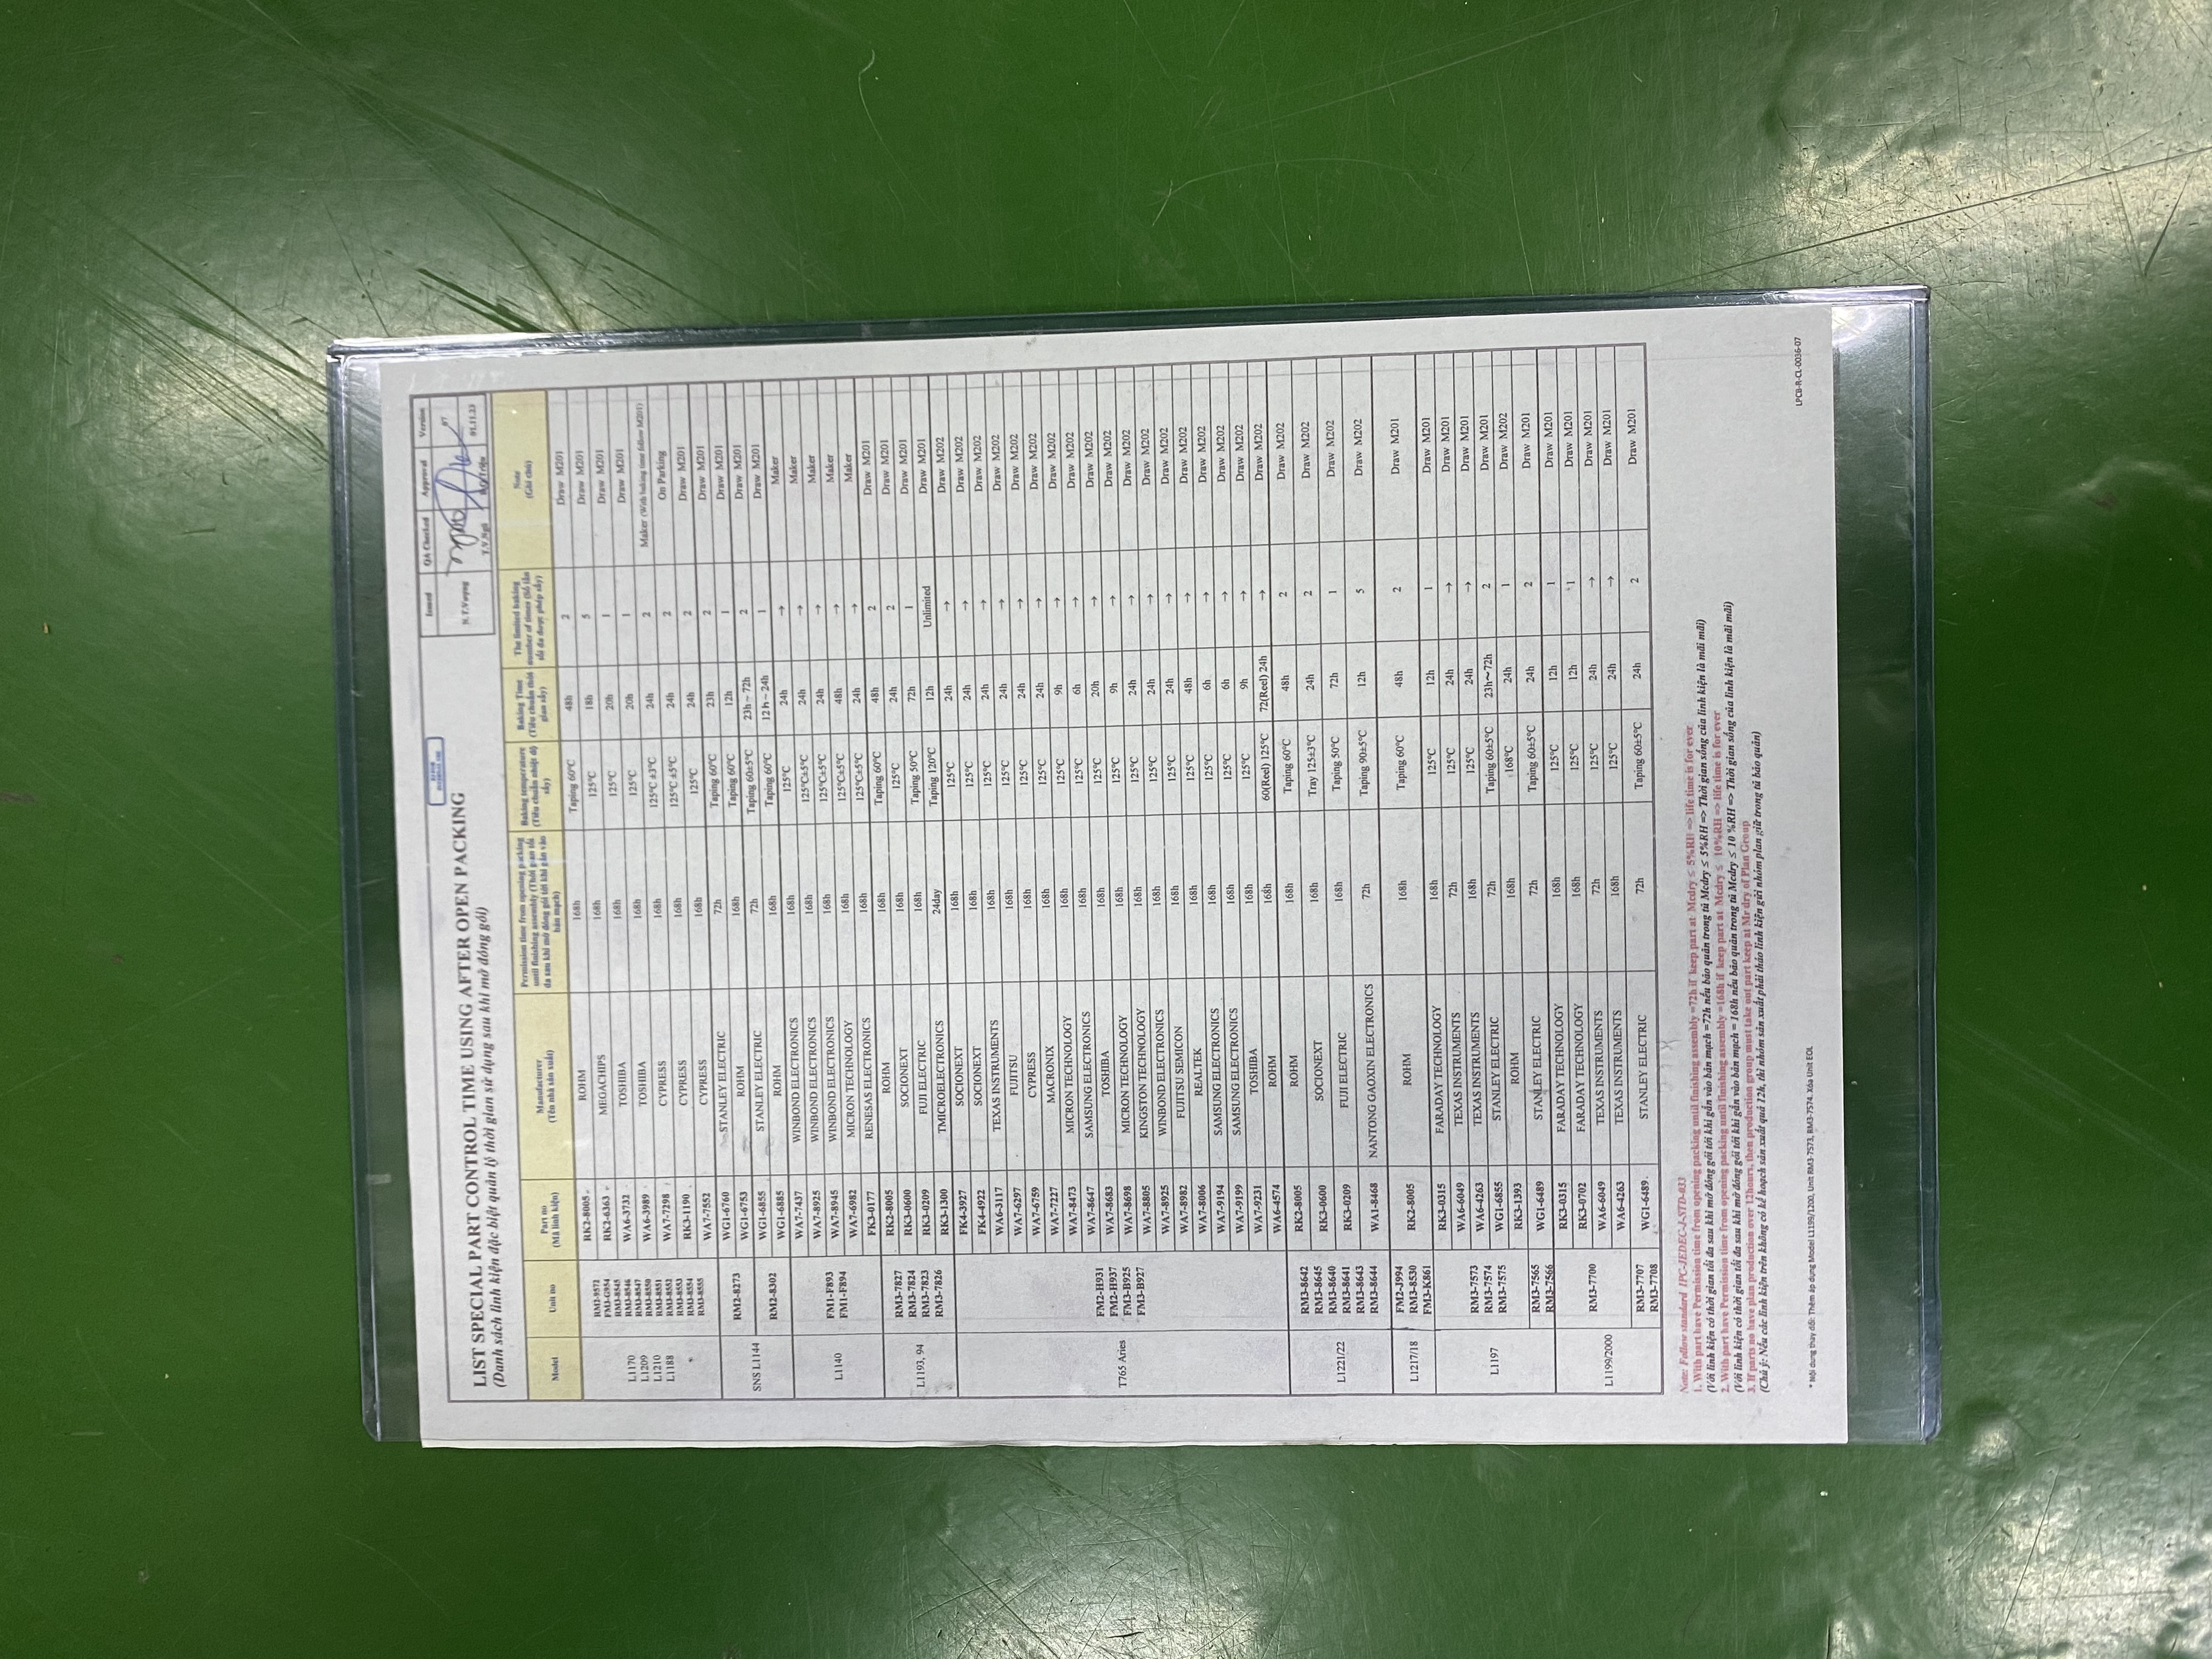 Issued QA Checked Approval Version
N.T.Vượng T.V.Ngũ 07
01.11.23
LIST SPECIAL PART CONTROL TIME USING AFTER OPEN PACKING
(Danh sách linh kiện đặc biệt quản lý thời gian sử dụng sau khi mở đóng gói)
Model Unit no Part no (Mã linh kiện) Manufacturer (Tên nhà sản xuất) Permission time from opening packing until finishing assembly (Thời gian tối đa sau khi mở đóng gói tới khi gắn vào bản mạch) Baking temperature (Tiêu chuẩn nhiệt độ sấy) Baking Time (Tiêu chuẩn thời gian sấy) The limited baking number of times (Số lần tối đa được phép sấy) Note (Ghi chú)
L1170
L1209
L1210
L1188
RM2-9572
FM3-G954
RM3-8545
RM3-8546
RM3-8547
RM3-8550
RM3-8551
RM3-8552
RM3-8553
RM3-8554
RM3-8555
RK2-8005 ROHM 168h Taping 60℃ 48h 2 Draw M201
RK2-6363 MEGACHIPS 168h 125℃ 18h 5 Draw M201
WA6-3732 TOSHIBA 168h 125℃ 20h 1 Draw M201
WA6-3989 TOSHIBA 168h 125℃ 20h 1 Draw M201
WA7-7298 CYPRESS 168h 125℃ ±3℃ 24h 2 Maker (With baking time follow M201)
RK3-1190 CYPRESS 168h 125℃ ±5℃ 24h 2 On Parking
WA7-7552 CYPRESS 168h 125℃ 24h 2 Draw M201
SNS L1144
RM2-8273
WG1-6760 STANLEY ELECTRIC 72h Taping 60℃ 23h 2 Draw M201
WG1-6753 ROHM 168h Taping 60℃ 12h 1 Draw M201
RM2-8302
WG1-6855 STANLEY ELECTRIC 72h Taping 60±5℃ 23h ~ 72h 2 Draw M201
WG1-6885 ROHM 168h Taping 60℃ 12h ~ 24h 1 Draw M201
L1140
FM1-F893
FM1-F894
WA7-7437 WINBOND ELECTRONICS 168h 125℃ 24h → Maker
WA7-8925 WINBOND ELECTRONICS 168h 125℃±5℃ 24h → Maker
WA7-8945 WINBOND ELECTRONICS 168h 125℃±5℃ 24h → Maker
WA7-6982 MICRON TECHNOLOGY 168h 125℃±5℃ 48h → Maker
FK3-0177 RENESAS ELECTRONICS 168h 125℃±5℃ 24h → Maker
L1193, 94
RM3-7827
RM3-7824
RM3-7823
RM3-7826
RK2-8005 ROHM 168h Taping 60℃ 48h 2 Draw M201
RK3-0600 SOCIONEXT 168h 125℃ 24h 2 Draw M201
RK3-0209 FUJI ELECTRIC 168h Taping 50℃ 72h 1 Draw M201
RK3-1300 TMICROELECTRONICS 24day Taping 120℃ 12h Unlimited Draw M201
T765 Aries
FM2-H931
FM2-H937
FM3-B925
FM3-B927
FK4-3927 SOCIONEXT 168h 125℃ 24h → Draw M202
FK4-4922 SOCIONEXT 168h 125℃ 24h → Draw M202
WA6-3117 TEXAS INSTRUMENTS 168h 125℃ 24h → Draw M202
WA7-6297 FUJITSU 168h 125℃ 24h → Draw M202
WA7-6759 CYPRESS 168h 125℃ 24h → Draw M202
WA7-7227 MACRONIX 168h 125℃ 24h → Draw M202
WA7-8473 MICRON TECHNOLOGY 168h 125℃ 9h → Draw M202
WA7-8647 SAMSUNG ELECTRONICS 168h 125℃ 6h → Draw M202
WA7-8683 TOSHIBA 168h 125℃ 20h → Draw M202
WA7-8698 MICRON TECHNOLOGY 168h 125℃ 9h → Draw M202
WA7-8805 KINGSTON TECHNOLOGY 168h 125℃ 24h → Draw M202
WA7-8925 WINBOND ELECTRONICS 168h 125℃ 24h → Draw M202
WA7-8982 FUJITSU SEMICON 168h 125℃ 24h → Draw M202
WA7-8006 REALTEK 168h 125℃ 48h → Draw M202
WA7-9194 SAMSUNG ELECTRONICS 168h 125℃ 6h → Draw M202
WA7-9199 SAMSUNG ELECTRONICS 168h 125℃ 6h → Draw M202
WA7-9231 TOSHIBA 168h 125℃ 9h → Draw M202
WA6-4574 ROHM 168h 60(Reel) 125℃ 72(Reel) 24h → Draw M202
L1221/22
RM3-8642
RM3-8645
RM3-8640
RM3-8641
RM3-8643
RM3-8644
RK2-8005 ROHM 168h Taping 60℃ 48h 2 Draw M202
RK3-0600 SOCIONEXT 168h Tray 125±3℃ 24h 2 Draw M202
RK3-0209 FUJI ELECTRIC 168h Taping 50℃ 72h 1 Draw M202
WA1-8468 NANTONG GAOXIN ELECTRONICS 72h Taping 90±5℃ 12h 5 Draw M202
L1217/18
FM2-J994
RM3-8530
FM3-K861
RK2-8005 ROHM 168h Taping 60℃ 48h 2 Draw M201
L1197
RM3-7573
RM3-7574
RM3-7575
RK3-0315 FARADAY TECHNOLOGY 168h 125℃ 12h 1 Draw M201
WA6-6049 TEXAS INSTRUMENTS 72h 125℃ 24h → Draw M201
WA6-4263 TEXAS INSTRUMENTS 168h 125℃ 24h → Draw M201
WG1-6855 STANLEY ELECTRIC 72h Taping 60±5℃ 23h~72h 2 Draw M201
RK3-1393 ROHM 168h 168℃ 24h 1 Draw M202
RM3-7565
RM3-7566
WG1-6489 STANLEY ELECTRIC 72h Taping 60±5℃ 24h 2 Draw M201
L1199/2000
RM3-7700
RK3-0315 FARADAY TECHNOLOGY 168h 125℃ 12h 1 Draw M201
RK3-0702 FARADAY TECHNOLOGY 168h 125℃ 12h 1 Draw M201
WA6-6049 TEXAS INSTRUMENTS 72h 125℃ 24h → Draw M201
WA6-4263 TEXAS INSTRUMENTS 168h 125℃ 24h → Draw M201
RM3-7707
RM3-7708
WG1-6489 STANLEY ELECTRIC 72h Taping 60±5℃ 24h 2 Draw M201
Note: Follow standard IPC-JEDEC-J-STD-033
1. With part have Permission time from opening packing until finishing assembly =72h if keep part at Mcdry ≤ 5%RH => life time is for ever
(Với linh kiện có thời gian tối đa sau khi mở đóng gói tới khi gắn vào bản mạch =72h nếu bảo quản trong tủ Mcdry ≤ 5%RH => Thời gian sống của linh kiện là mãi mãi)
2. With part have Permission time from opening packing until finishing assembly =168h if keep part at Mcdry ≤ 10%RH => life time is for ever
(Với linh kiện có thời gian tối đa sau khi mở đóng gói tới khi gắn vào bản mạch = 168h nếu bảo quản trong tủ Mcdry ≤ 10 %RH => Thời gian sống của linh kiện là mãi mãi)
3. If parts no have plan production over 12hours, then production group must take out part keep at Mr dry of Plan Group
(Chú ý: Nếu các linh kiện trên không có kế hoạch sản xuất quá 12h, thì nhóm sản xuất phải tháo linh kiện gửi nhóm plan giữ trong tủ bảo quản)
LPCB-R-CL-0036-07
* Nội dung thay đổi: Thêm áp dụng Model L1199/1200, Unit RM3-7573, RM3-7574. Xóa Unit EOL